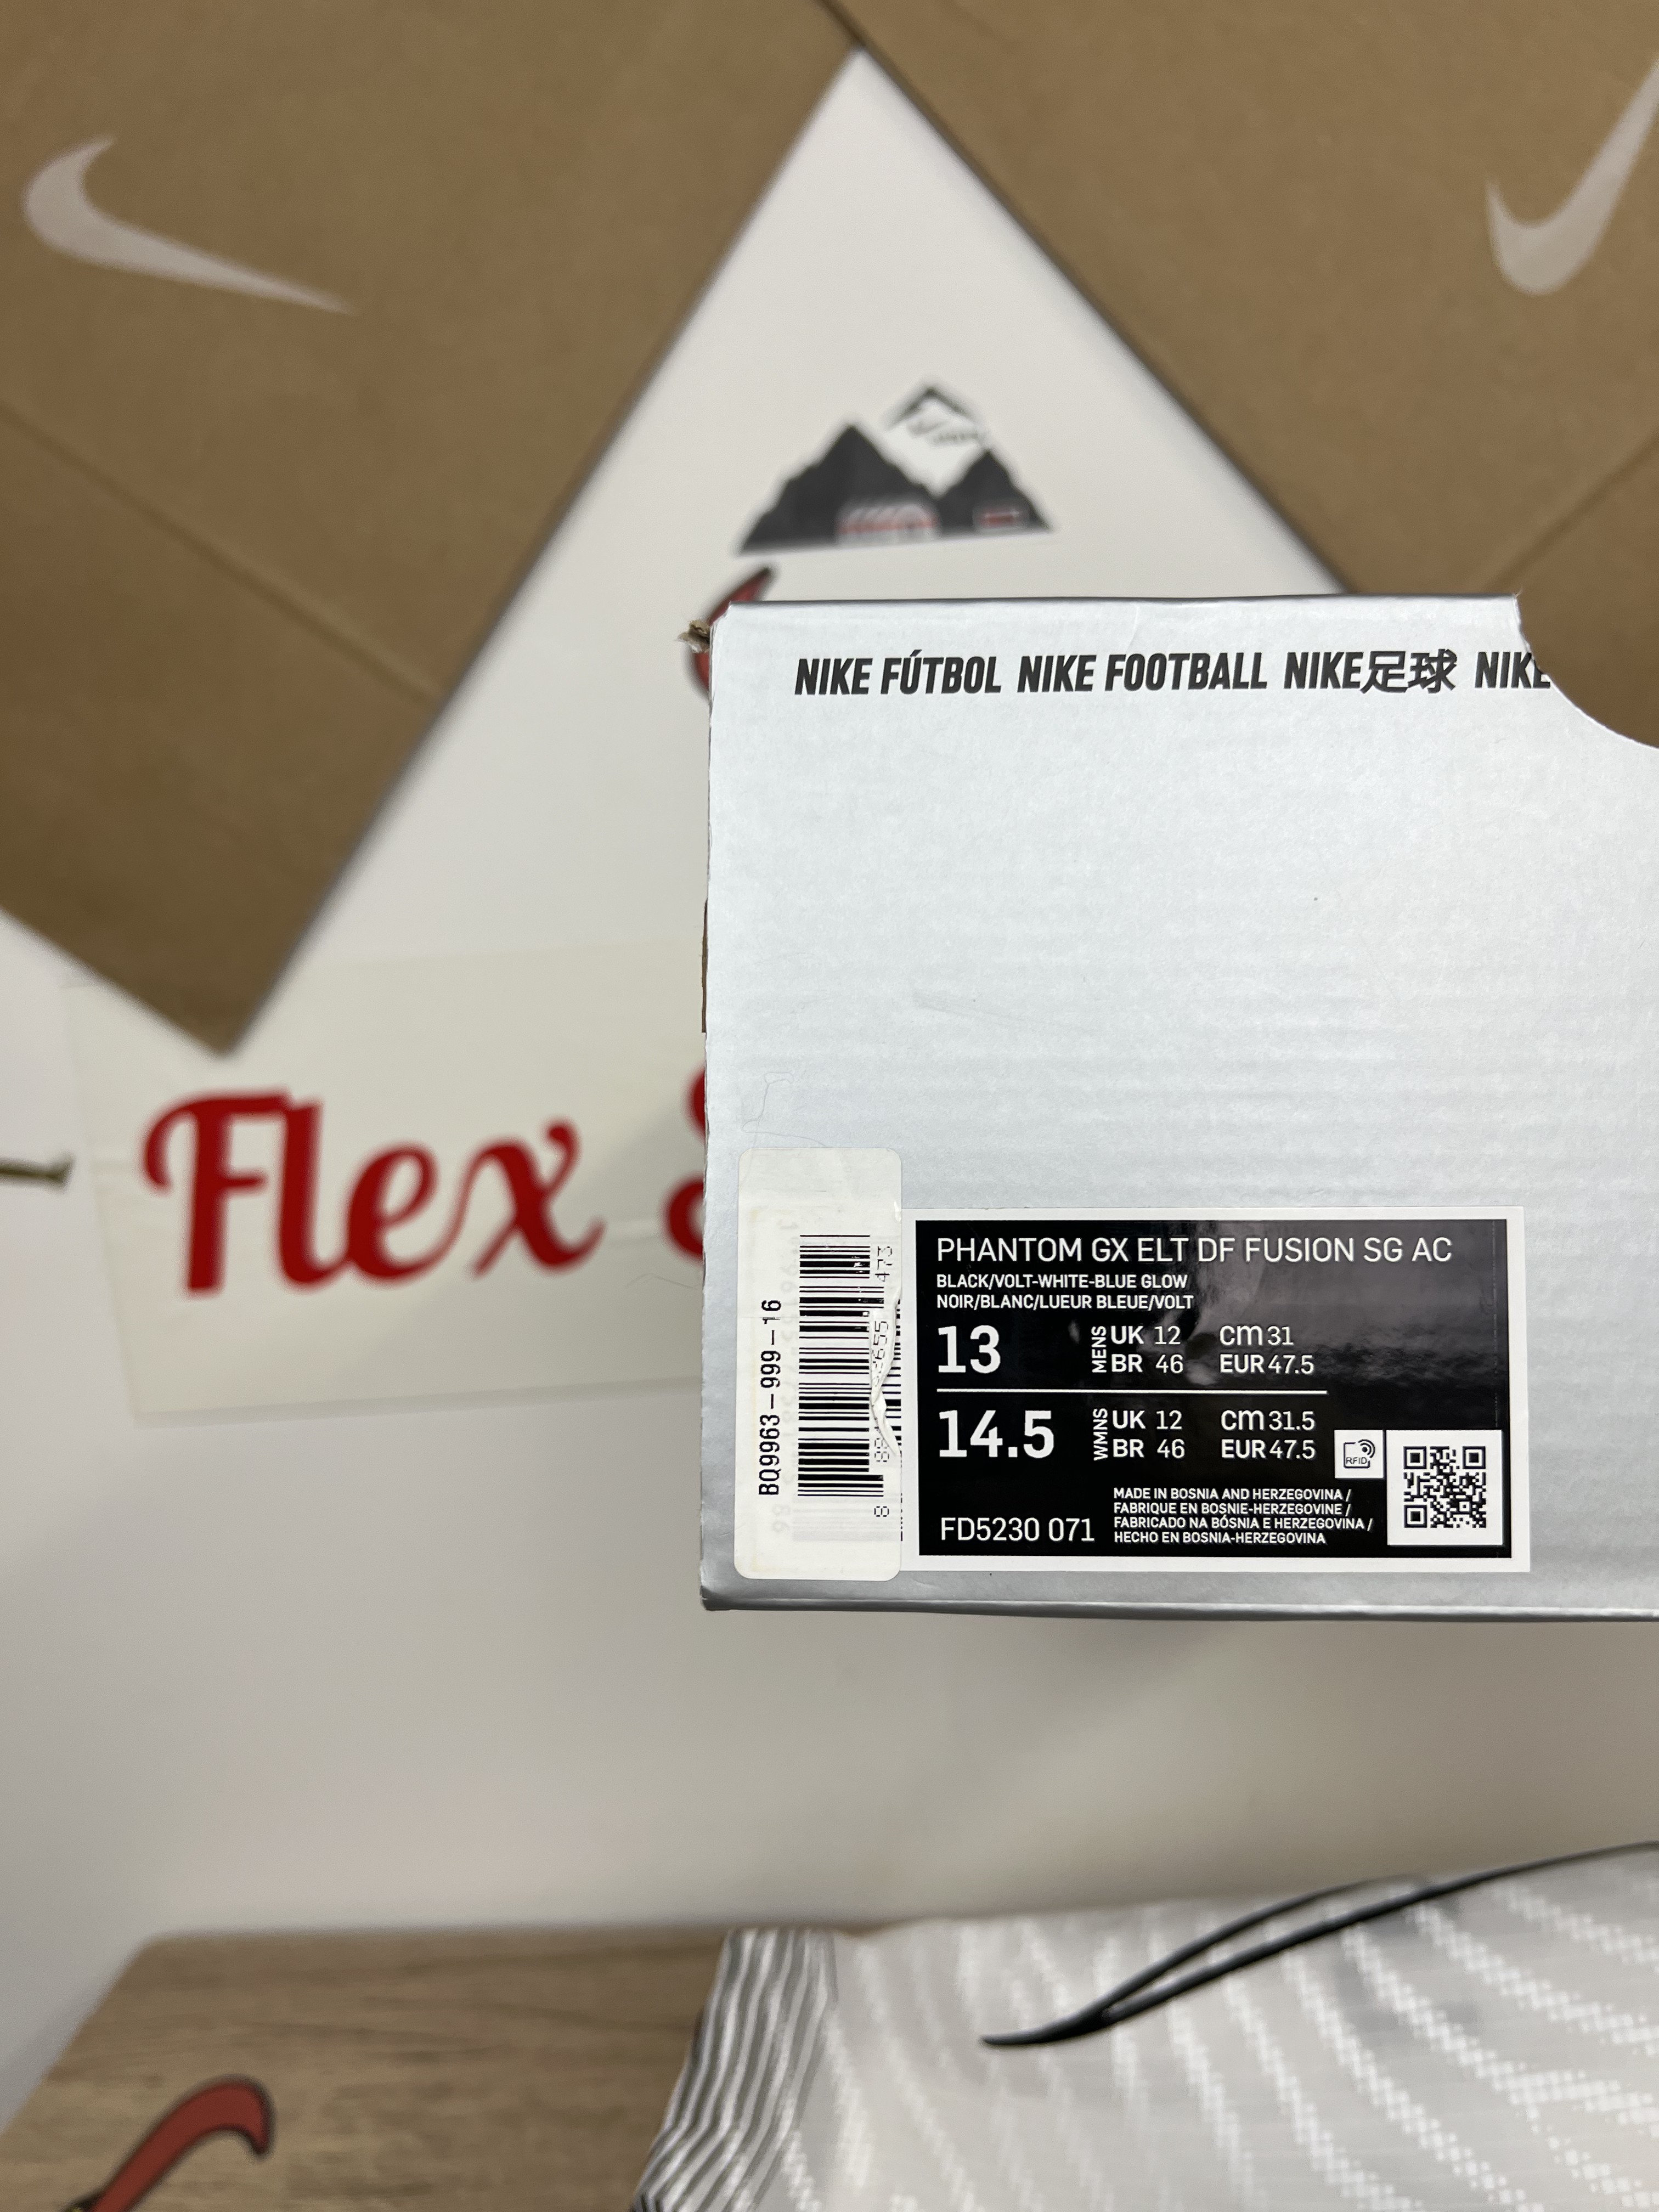 NIKE FÚTBOL NIKE FOOTBALL NIKE足球 NIKE
Flex
BQ9963-999-16
PHANTOM GX ELT DF FUSION SG AC
BLACK/VOLT-WHITE-BLUE GLOW
NOIR/BLANC/LUEUR BLEUE/VOLT
13 MENS UK 12 cm 31
BR 46 EUR 47.5
14.5 WMNS UK 12 cm 31.5
BR 46 EUR 47.5
RFID
FD5230 071
MADE IN BOSNIA AND HERZEGOVINA /
FABRIQUE EN BOSNIE-HERZEGOVINE /
FABRICADO NA BÓSNIA E HERZEGOVINA /
HECHO EN BOSNIA-HERZEGOVINA